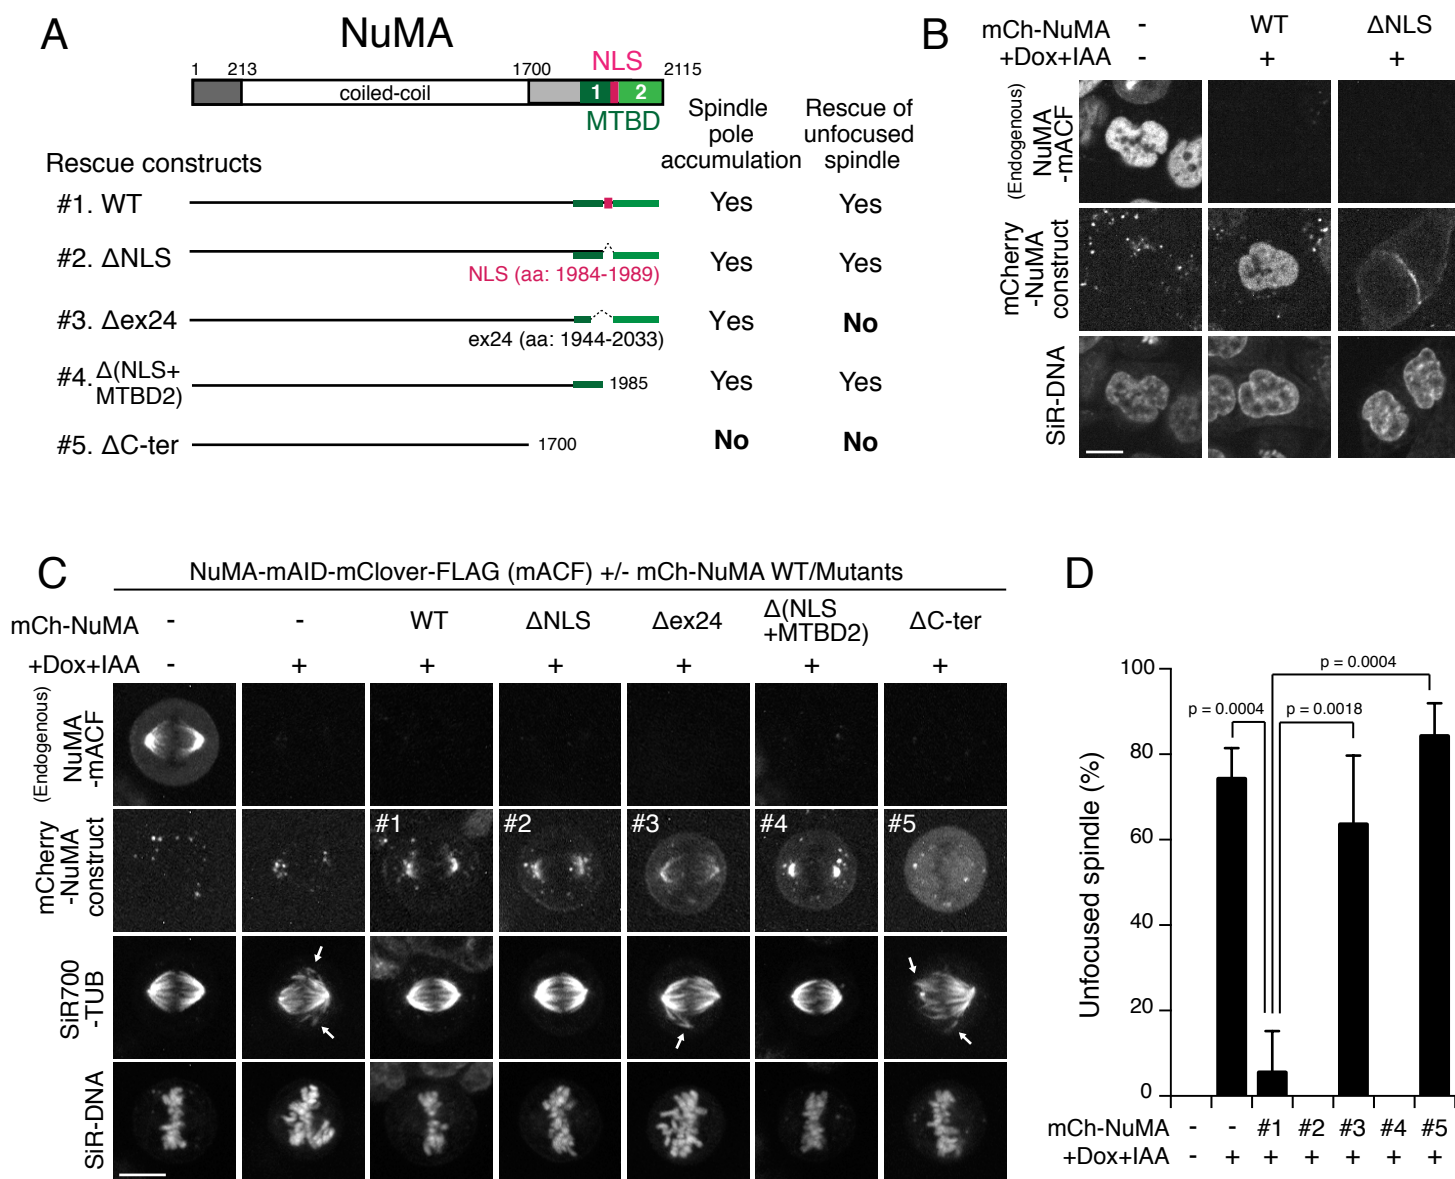 A
NuMA
NLS
1 213 1700 2115
coiled-coil 1 2
MTBD
Spindle pole accumulation
Rescue of unfocused spindle
Rescue constructs
#1. WT Yes Yes
#2. ΔNLS Yes Yes
NLS (aa: 1984-1989)
#3. Δex24 Yes No
ex24 (aa: 1944-2033)
#4. Δ(NLS+
MTBD2) 1985 Yes Yes
#5. ΔC-ter 1700 No No
B
mCh-NuMA - WT ΔNLS
+Dox+IAA - + +
(Endogenous)
NuMA
-mACF
mCherry
-NuMA
construct
SiR-DNA
C
NuMA-mAID-mClover-FLAG (mACF) +/- mCh-NuMA WT/Mutants
mCh-NuMA - - WT ΔNLS Δex24 Δ(NLS +MTBD2) ΔC-ter
+Dox+IAA - + + + + + +
(Endogenous)
NuMA
-mACF
mCherry
-NuMA
construct
#1 #2 #3 #4 #5
SiR700
-TUB
SiR-DNA
D
p = 0.0004
p = 0.0004 p = 0.0018
Unfocused spindle (%)
100
80
60
40
20
0
mCh-NuMA - - #1 #2 #3 #4 #5
+Dox+IAA - + + + + + +